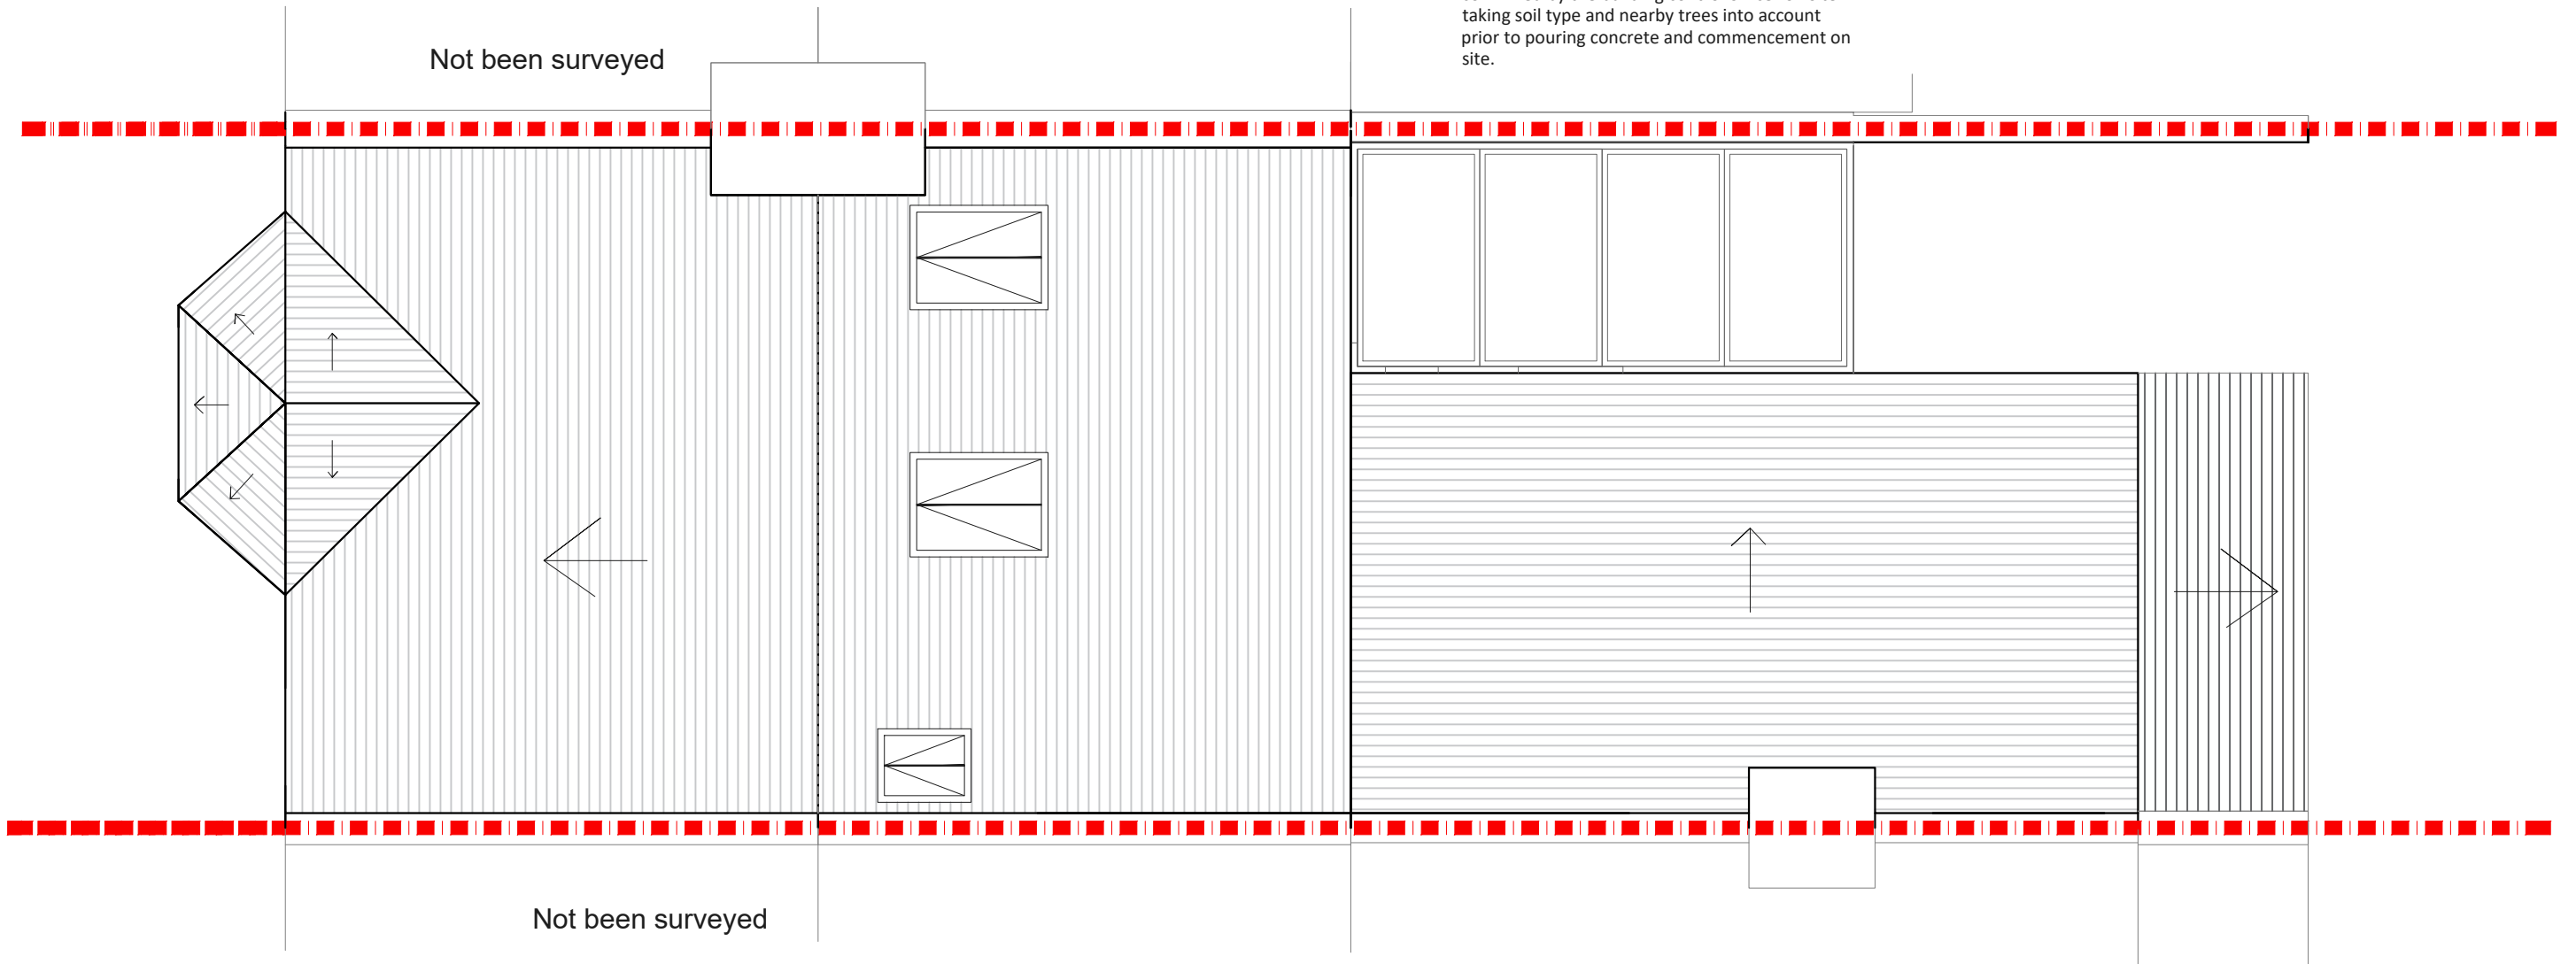 taking soil type and nearby trees into account
prior to pouring concrete and commencement on
site.
Not been surveyed
Not been surveyed